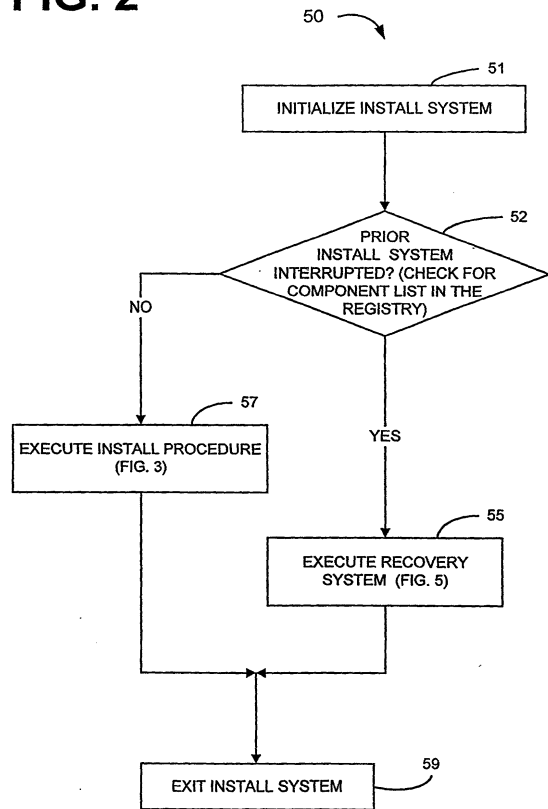 FIG. 2
50
51
INITIALIZE INSTALL SYSTEM
52
PRIOR
INSTALL SYSTEM
INTERRUPTED? (CHECK FOR
COMPONENT LIST IN THE
REGISTRY)
NO
57
EXECUTE INSTALL PROCEDURE
(FIG. 3)
YES
55
EXECUTE RECOVERY
SYSTEM (FIG. 5)
59
EXIT INSTALL SYSTEM